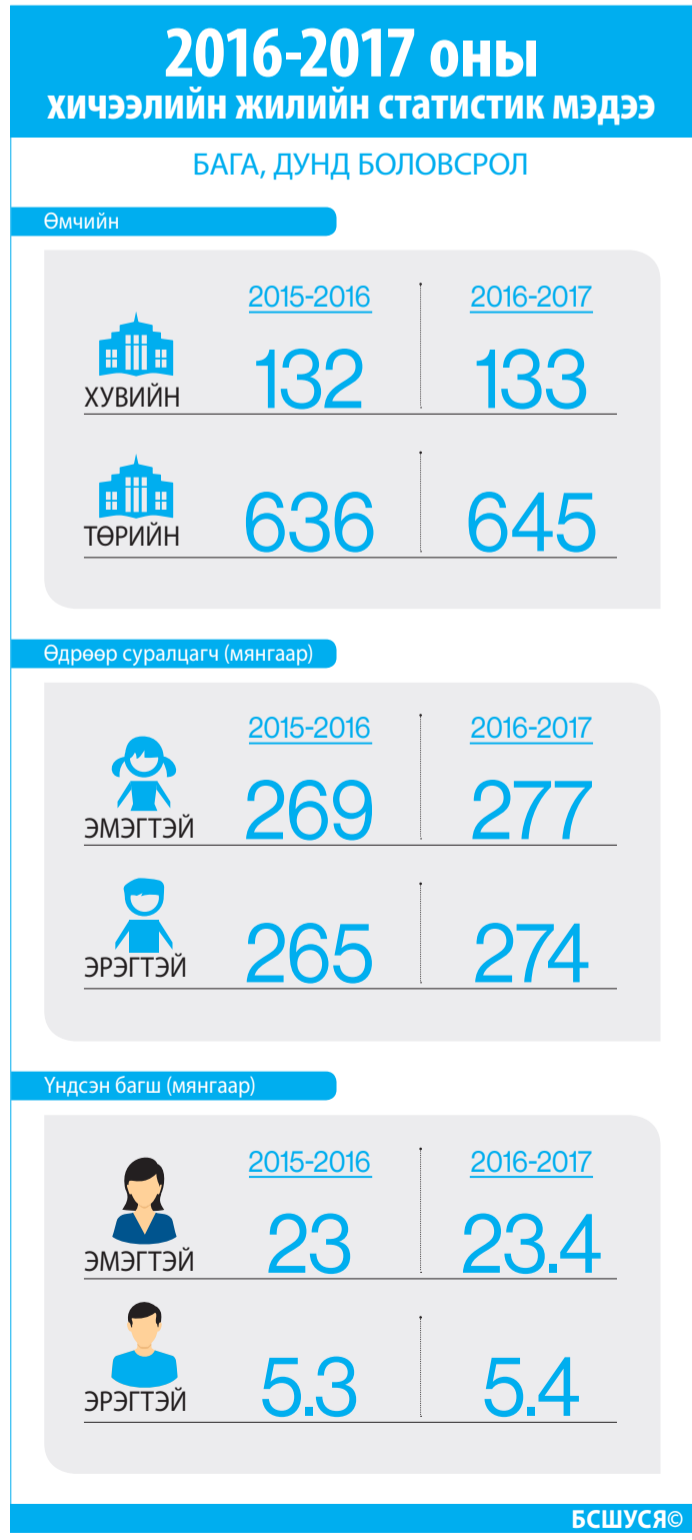 2016-2017 оны
хичээлийн жилийн статистик мэдээ
БАГА, ДУНД БОЛОВСРОЛ
Өмчийн
2015-2016 2016-2017
ХУВИЙН 132 133
ТӨРИЙН 636 645
Өдрөөр суралцагч (мянгаар)
2015-2016 2016-2017
ЭМЭГТЭЙ 269 277
ЭРЭГТЭЙ 265 274
Үндсэн багш (мянгаар)
2015-2016 2016-2017
ЭМЭГТЭЙ 23 23.4
ЭРЭГТЭЙ 5.3 5.4
БСШУСЯ©